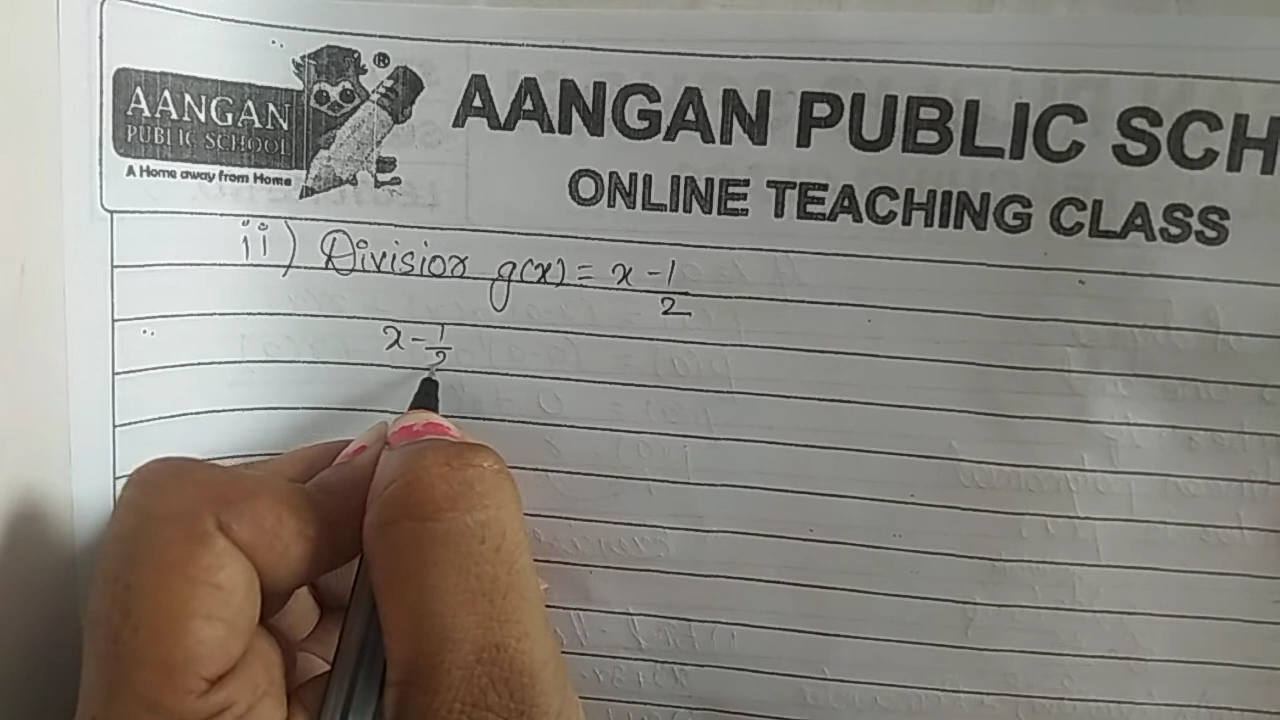 AANGAN
PUBLIC SCHOOL
A Home away from Home
®
AANGAN PUBLIC SCH
ONLINE TEACHING CLASS
ii) Division g(x) = x - 1/2
x - 1/2